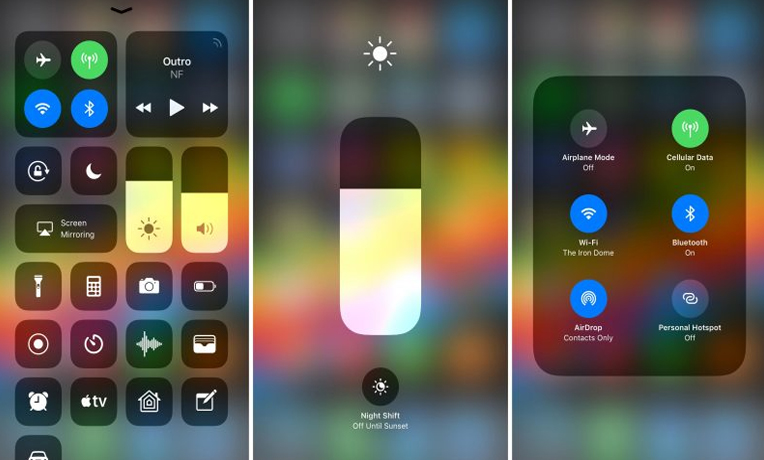 Outro
NF
Screen
Mirroring
tv
Night Shift
Off Until Sunset
Airplane Mode
Off
Cellular Data
On
Wi-Fi
The Iron Dome
Bluetooth
On
AirDrop
Contacts Only
Personal Hotspot
Off